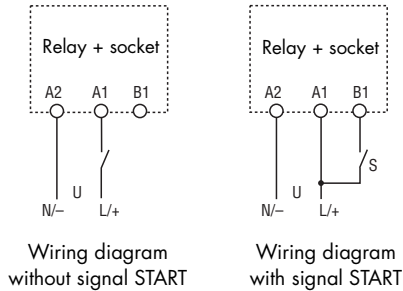 Relay + socket
A2 A1 B1
U
N/– L/+
Wiring diagram
without signal START
Relay + socket
A2 A1 B1
S
U
N/– L/+
Wiring diagram
with signal START